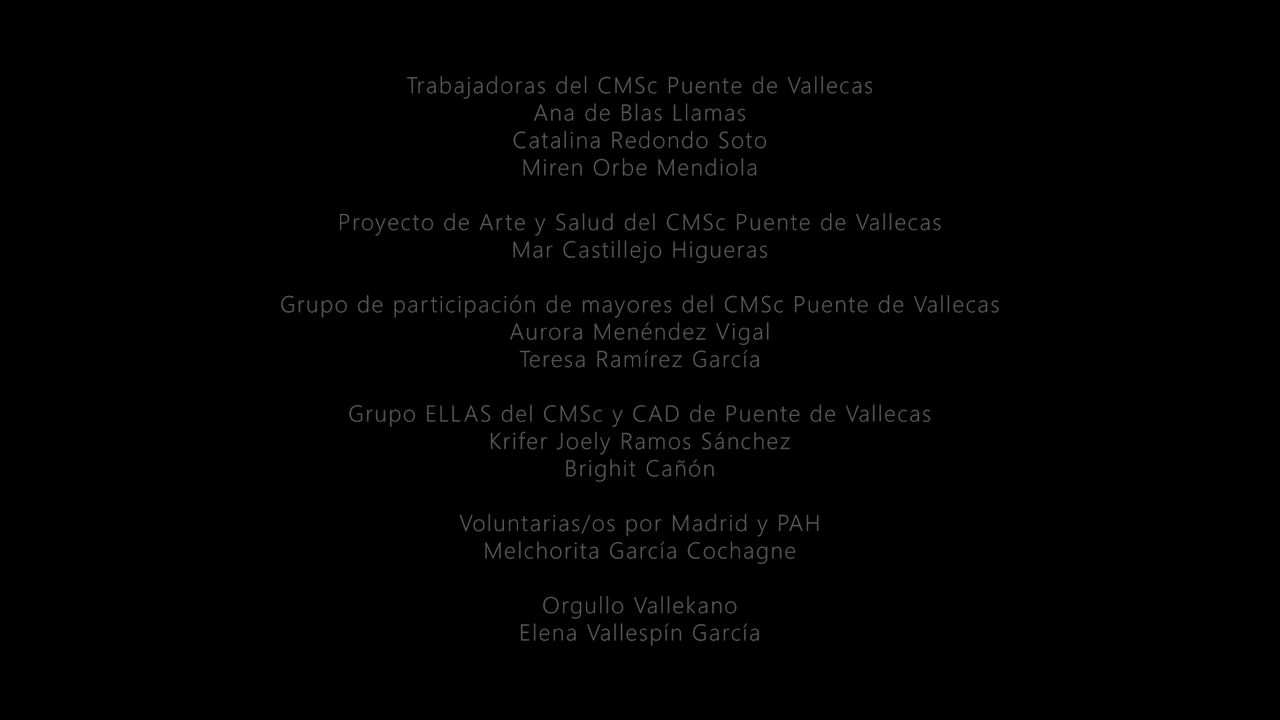 Trabajadoras del CMSc Puente de Vallecas
Ana de Blas Llamas
Catalina Redondo Soto
Miren Orbe Mendiola
Proyecto de Arte y Salud del CMSc Puente de Vallecas
Mar Castillejo Higueras
Grupo de participación de mayores del CMSc Puente de Vallecas
Aurora Menéndez Vigal
Teresa Ramírez García
Grupo ELLAS del CMSc y CAD de Puente de Vallecas
Krifer Joely Ramos Sánchez
Brighit Cañón
Voluntarias/os por Madrid y PAH
Melchorita García Cochagne
Orgullo Vallekano
Elena Vallespín García